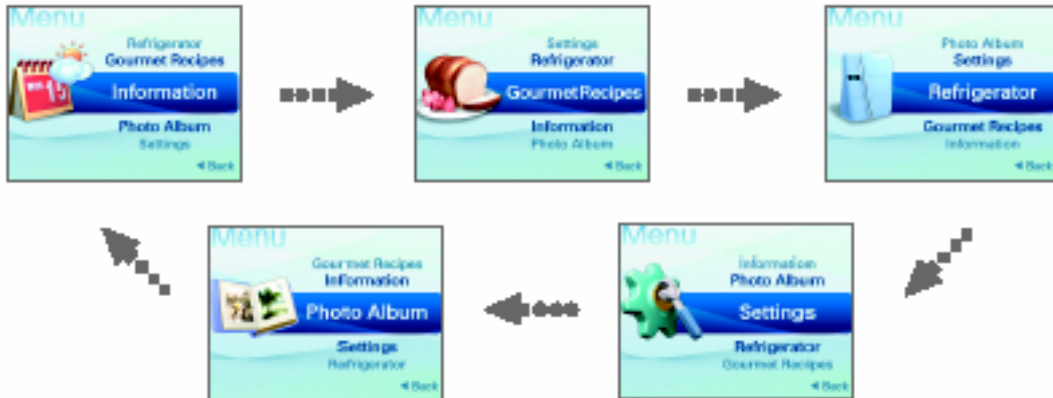 Menu
Refrigerator
Gourmet Recipes
Information
Photo Album
Settings
Back
Menu
Settings
Refrigerator
Gourmet Recipes
Information
Photo Album
Back
Menu
Photo Album
Settings
Refrigerator
Gourmet Recipes
Information
Back
Menu
Gourmet Recipes
Information
Photo Album
Settings
Refrigerator
Back
Menu
Information
Photo Album
Settings
Refrigerator
Gourmet Recipes
Back